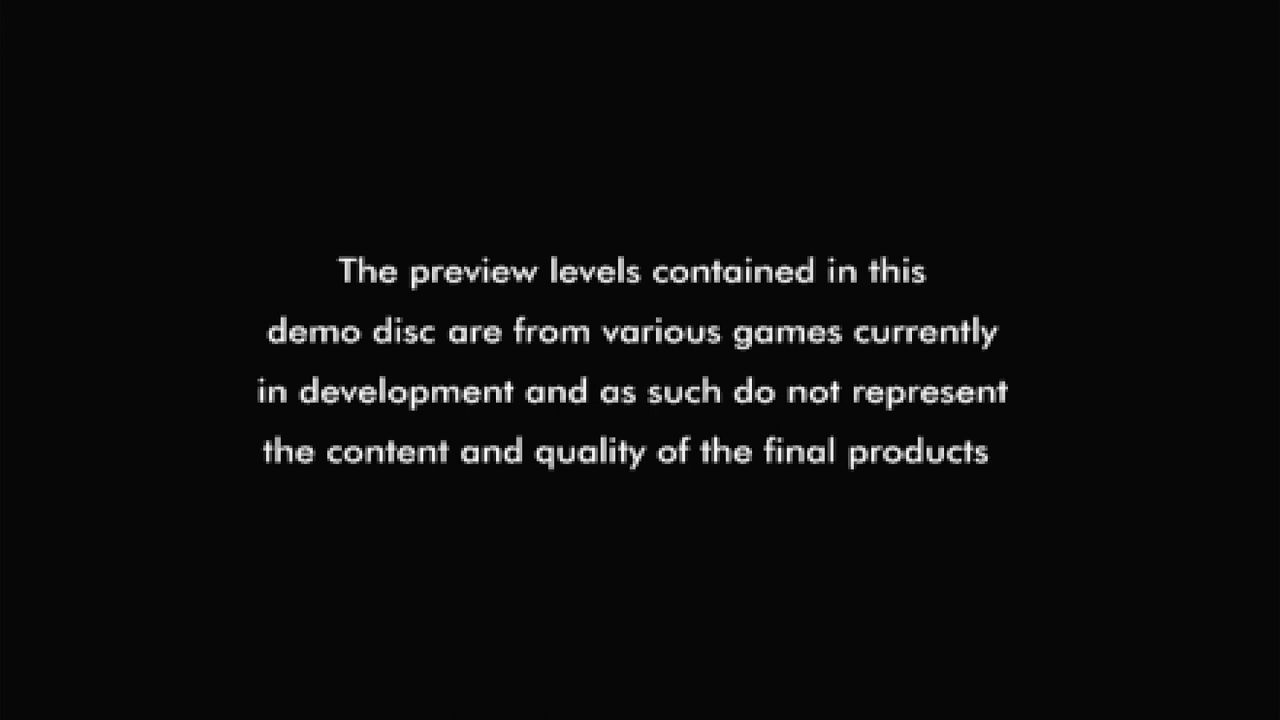 The preview levels contained in this
demo disc are from various games currently
in development and as such do not represent
the content and quality of the final products